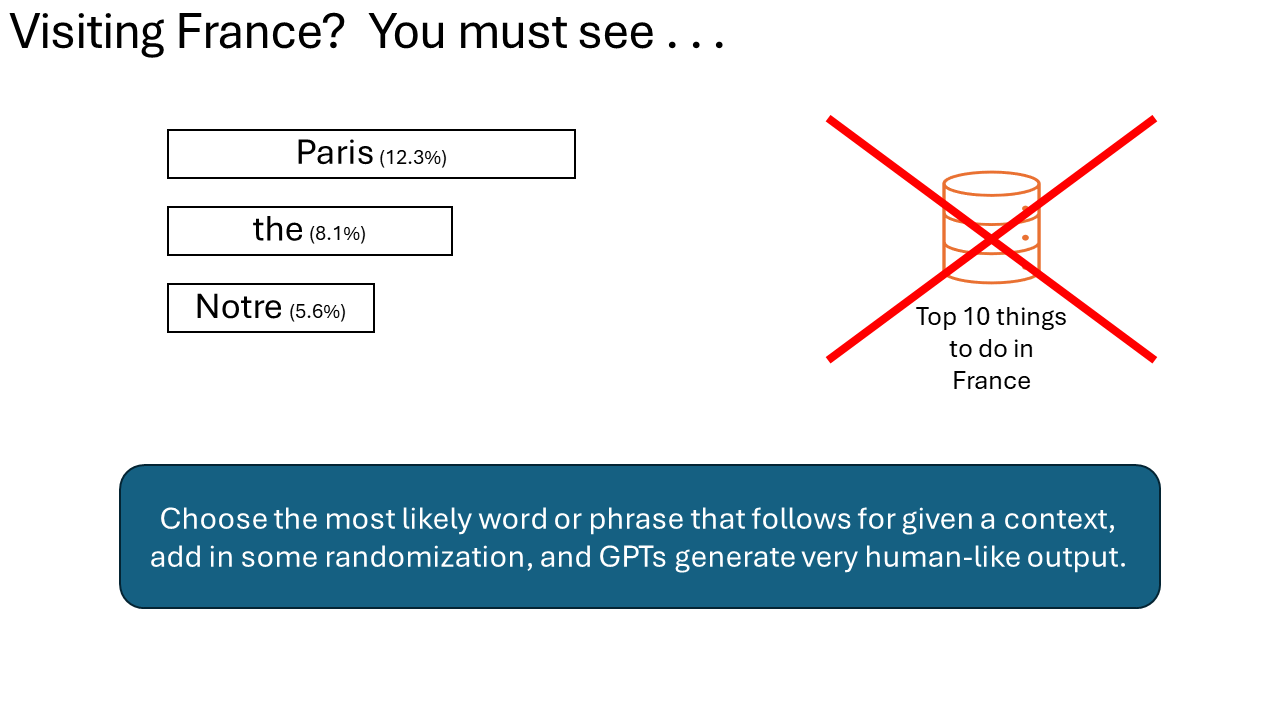 Visiting France?  You must see . . .
Paris (12.3%)
the (8.1%)
Notre (5.6%)
Top 10 things
to do in
France
Choose the most likely word or phrase that follows for given a context,
add in some randomization, and GPTs generate very human-like output.